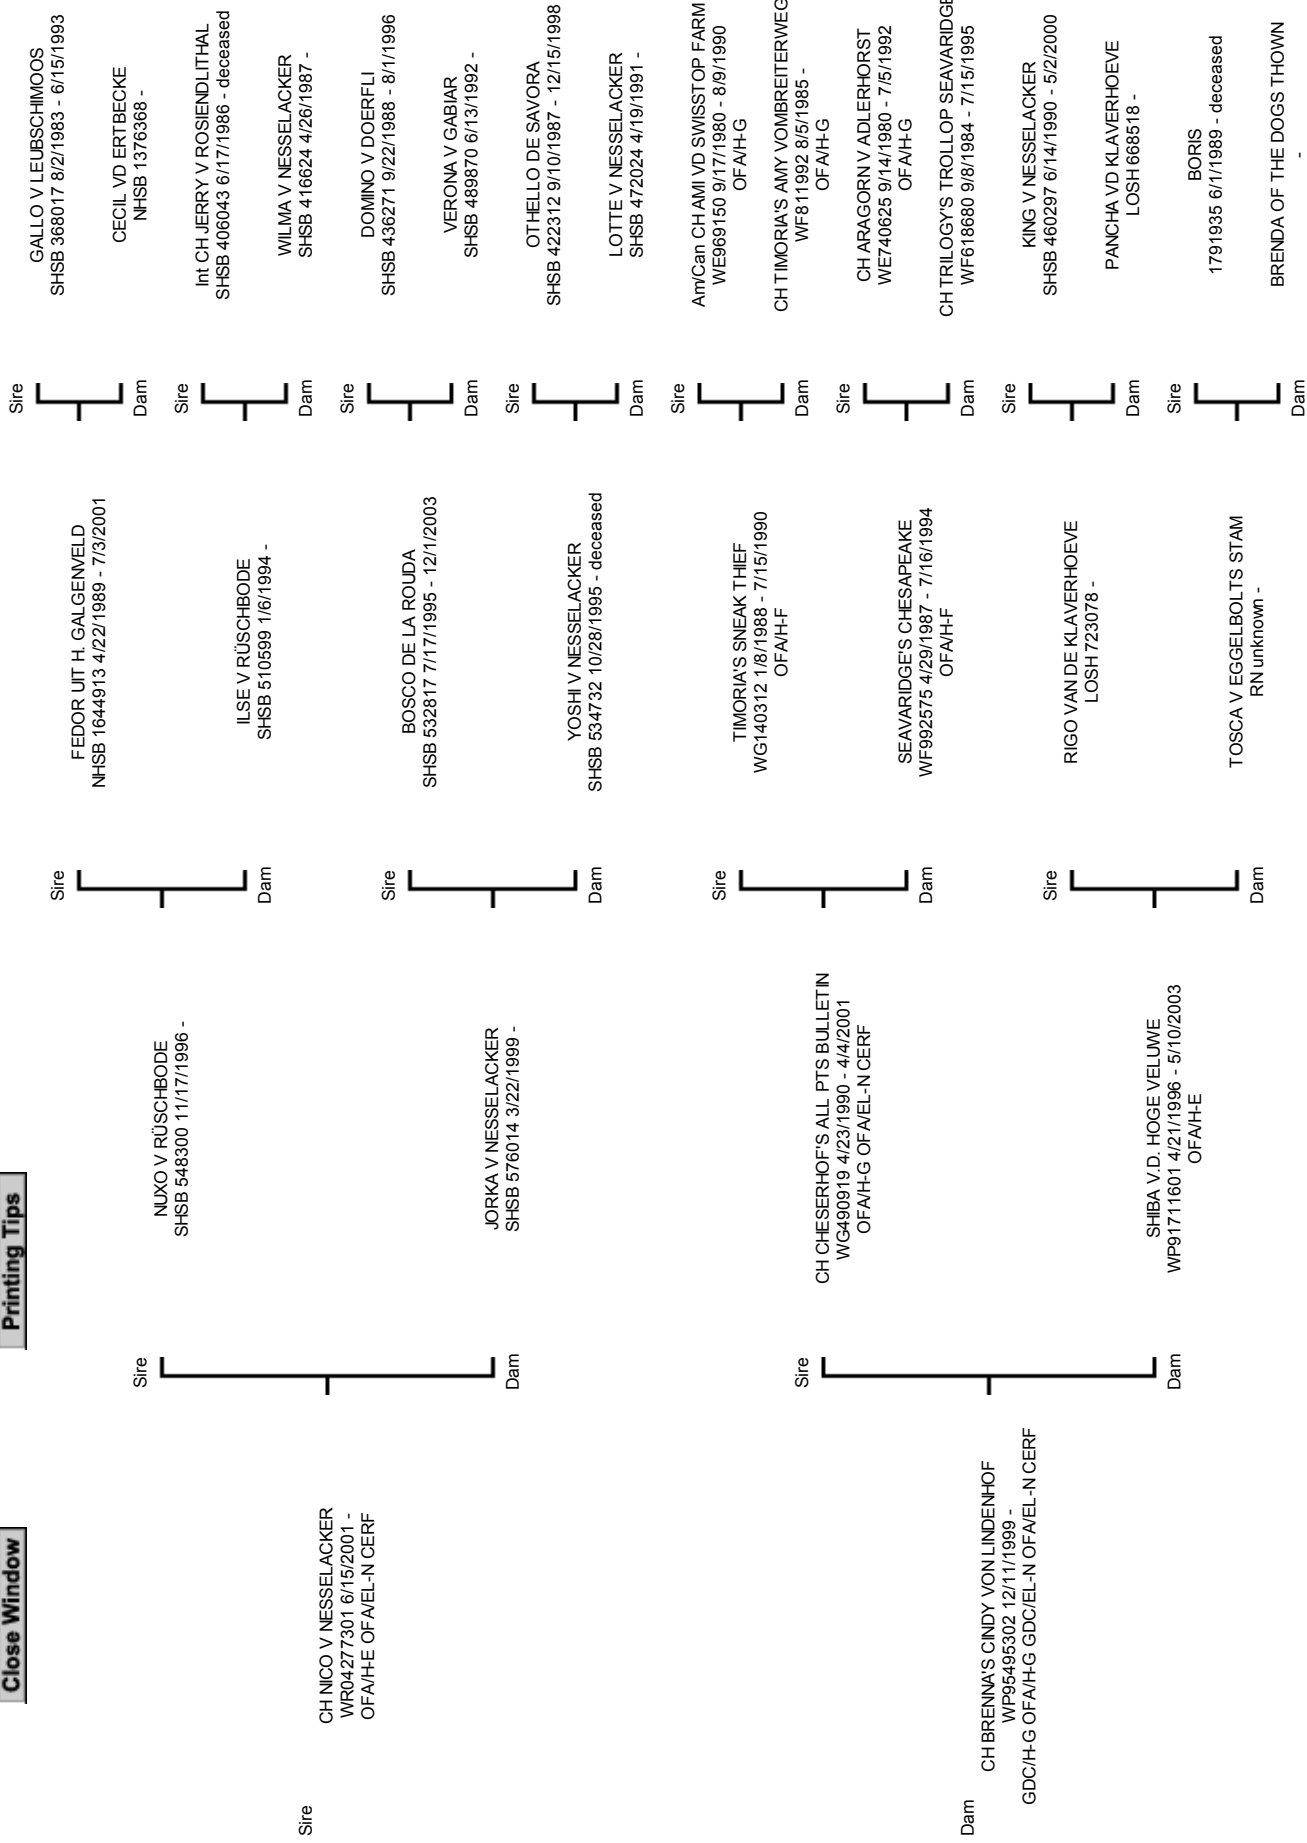 Close Window
Printing Tips
Sire
CH NICO V NESSELACKER
WR04277301 6/15/2001 -
OFA/H-E OFA/EL-N CERF
Dam
CH BRENNA'S CINDY VON LINDENHOF
WP95495302 12/11/1999 -
GDC/H-G OFA/H-G GDC/EL-N OFA/EL-N CERF
Sire
NUXO V RÜSCHBODE
SHSB 548300 11/17/1996 -
JORKA V NESSELACKER
SHSB 576014 3/22/1999 -
Dam
Sire
CH CHESERHOF'S ALL PTS BULLETIN
WG490919 4/23/1990 - 4/4/2001
OFA/H-G OFA/EL-N CERF
SHIBA V.D. HOGE VELUWE
WP91711601 4/21/1996 - 5/10/2003
OFA/H-E
Dam
Sire
FEDOR UIT H. GALGENVELD
NHSB 1644913 4/22/1989 - 7/3/2001
ILSE V RÜSCHBODE
SHSB 510599 1/6/1994 -
Dam
Sire
BOSCO DE LA ROUDA
SHSB 532817 7/17/1995 - 12/1/2003
YOSHI V NESSELACKER
SHSB 534732 10/28/1995 - deceased
Dam
Sire
TIMORIA'S SNEAK THIEF
WG140312 1/8/1988 - 7/15/1990
OFA/H-F
SEAVARIDGE'S CHESAPEAKE
WF992575 4/29/1987 - 7/16/1994
OFA/H-F
Dam
Sire
RIGO VAN DE KLAVERHOEVE
LOSH 723078 -
TOSCA V EGGELBOLTS STAM
RN unknown -
Dam
Sire
GALLO V LEUBSCHIMOOS
SHSB 368017 8/2/1983 - 6/15/1993
CECIL VD ERTBECKE
NHSB 1376368 -
Dam
Sire
Int CH JERRY V ROSIENDLITHAL
SHSB 406043 6/17/1986 - deceased
WILMA V NESSELACKER
SHSB 416624 4/26/1987 -
Dam
Sire
DOMINO V DOERFLI
SHSB 436271 9/22/1988 - 8/1/1996
VERONA V GABIAR
SHSB 489870 6/13/1992 -
Dam
Sire
OTHELLO DE SAVORA
SHSB 422312 9/10/1987 - 12/15/1998
LOTTE V NESSELACKER
SHSB 472024 4/19/1991 -
Dam
Sire
Am/Can CH AMI VD SWISSTOP FARM
WE969150 9/17/1980 - 8/9/1990
OFA/H-G
CH TIMORIA'S AMY VOMBREITERWEG
WF811992 8/5/1985 -
OFA/H-G
Dam
Sire
CH ARAGORN V ADLERHORST
WE740625 9/14/1980 - 7/5/1992
OFA/H-G
CH TRILOGY'S TROLLOP SEAVARIDGE
WF618680 9/8/1984 - 7/15/1995
Dam
Sire
KING V NESSELACKER
SHSB 460297 6/14/1990 - 5/2/2000
PANCHA VD KLAVERHOEVE
LOSH 668518 -
Dam
Sire
BORIS
1791935 6/1/1989 - deceased
BRENDA OF THE DOGS THOWN
-
Dam